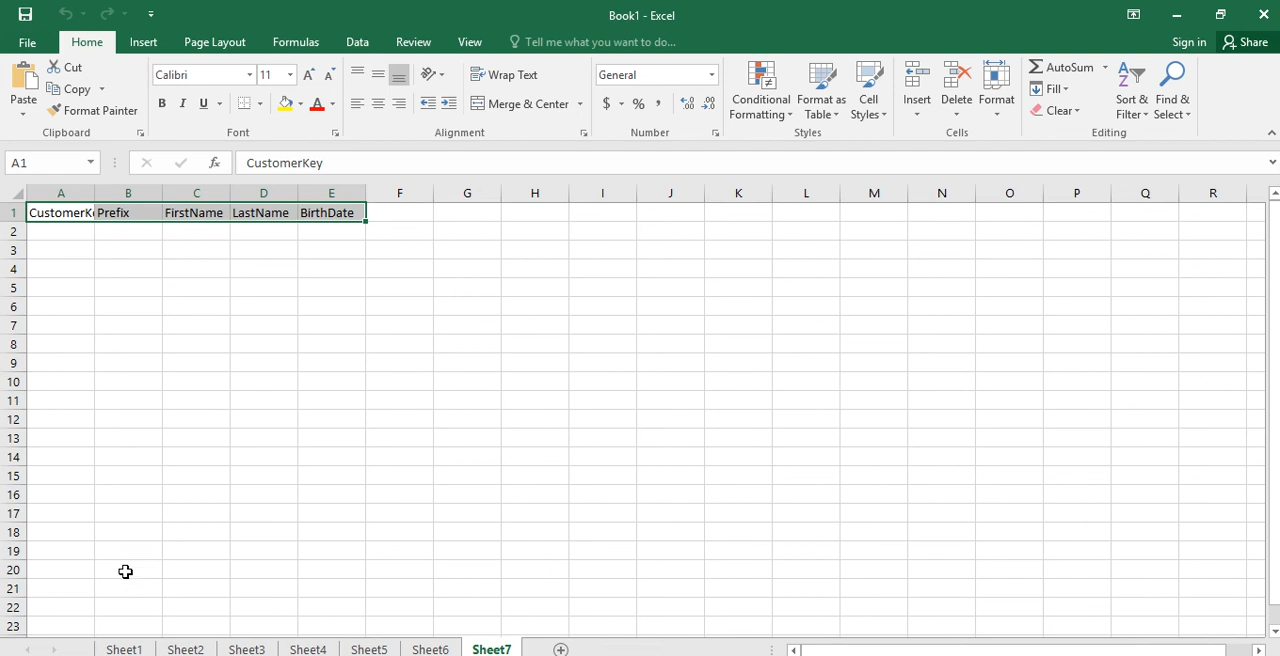 Book1 - Excel
File Home Insert Page Layout Formulas Data Review View Tell me what you want to do... Sign in Share
Paste Cut Copy Format Painter Clipboard
Calibri 11 A A B I U A Font
Wrap Text Merge & Center Alignment
General $ % , Number
Conditional Formatting Format as Table Cell Styles Styles
Insert Delete Format Cells
AutoSum Fill Clear Sort & Filter Find & Select Editing
A1 fx CustomerKey
A B C D E F G H I J K L M N O P Q R
1 CustomerK Prefix FirstName LastName BirthDate
2
3
4
5
6
7
8
9
10
11
12
13
14
15
16
17
18
19
20
21
22
23
Sheet1 Sheet2 Sheet3 Sheet4 Sheet5 Sheet6 Sheet7